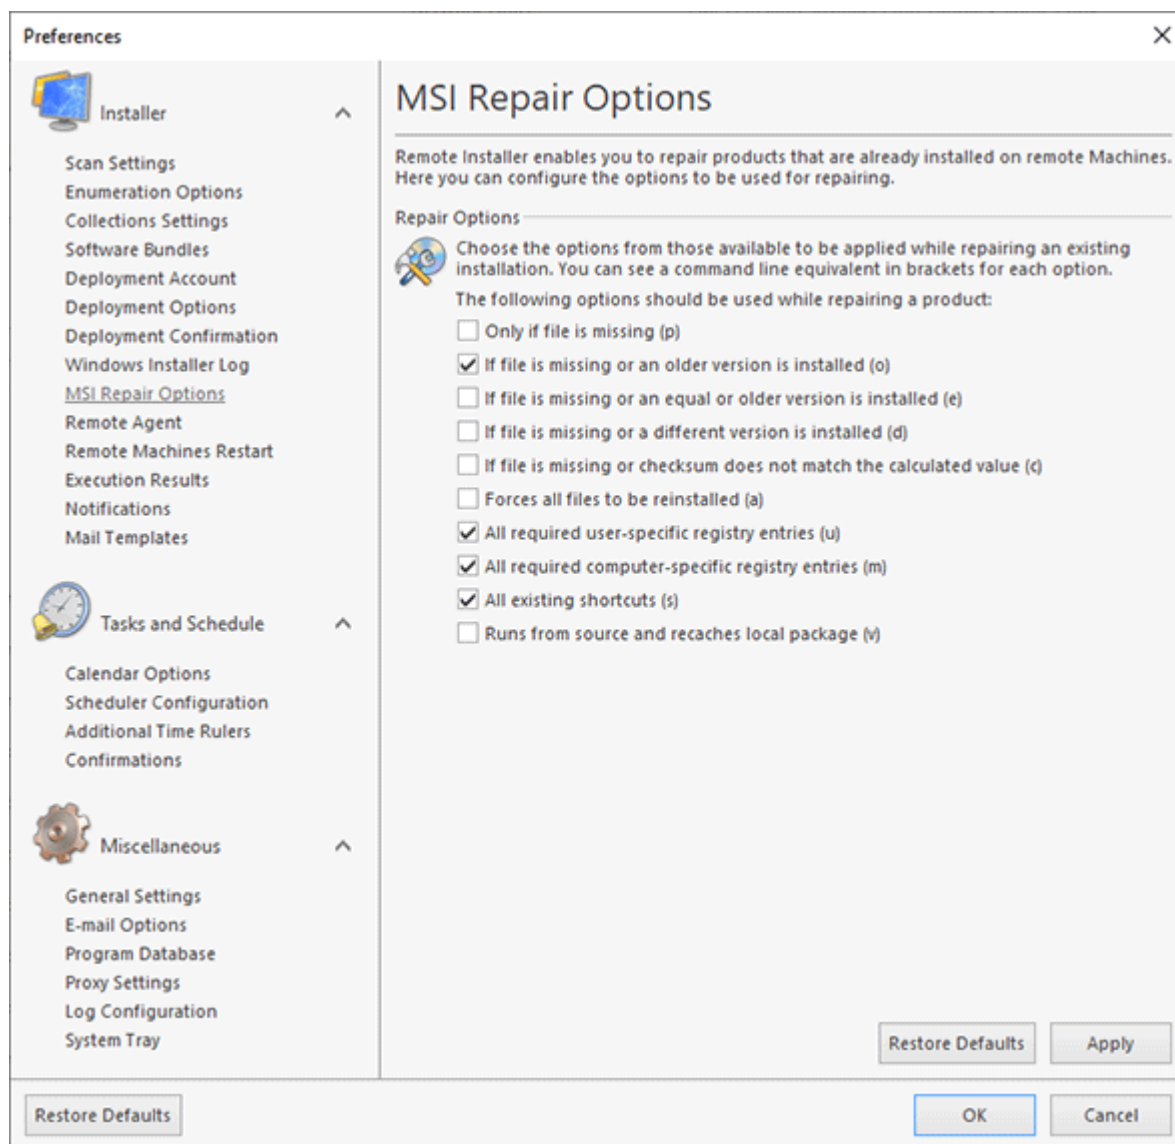 Preferences
Installer
Scan Settings
Enumeration Options
Collections Settings
Software Bundles
Deployment Account
Deployment Options
Deployment Confirmation
Windows Installer Log
MSI Repair Options
Remote Agent
Remote Machines Restart
Execution Results
Notifications
Mail Templates
Tasks and Schedule
Calendar Options
Scheduler Configuration
Additional Time Rulers
Confirmations
Miscellaneous
General Settings
E-mail Options
Program Database
Proxy Settings
Log Configuration
System Tray
MSI Repair Options
Remote Installer enables you to repair products that are already installed on remote Machines.
Here you can configure the options to be used for repairing.
Repair Options
Choose the options from those available to be applied while repairing an existing
installation. You can see a command line equivalent in brackets for each option.
The following options should be used while repairing a product:
Only if file is missing (p)
If file is missing or an older version is installed (o)
If file is missing or an equal or older version is installed (e)
If file is missing or a different version is installed (d)
If file is missing or checksum does not match the calculated value (c)
Forces all files to be reinstalled (a)
All required user-specific registry entries (u)
All required computer-specific registry entries (m)
All existing shortcuts (s)
Runs from source and recaches local package (v)
Restore Defaults
Apply
Restore Defaults
OK
Cancel